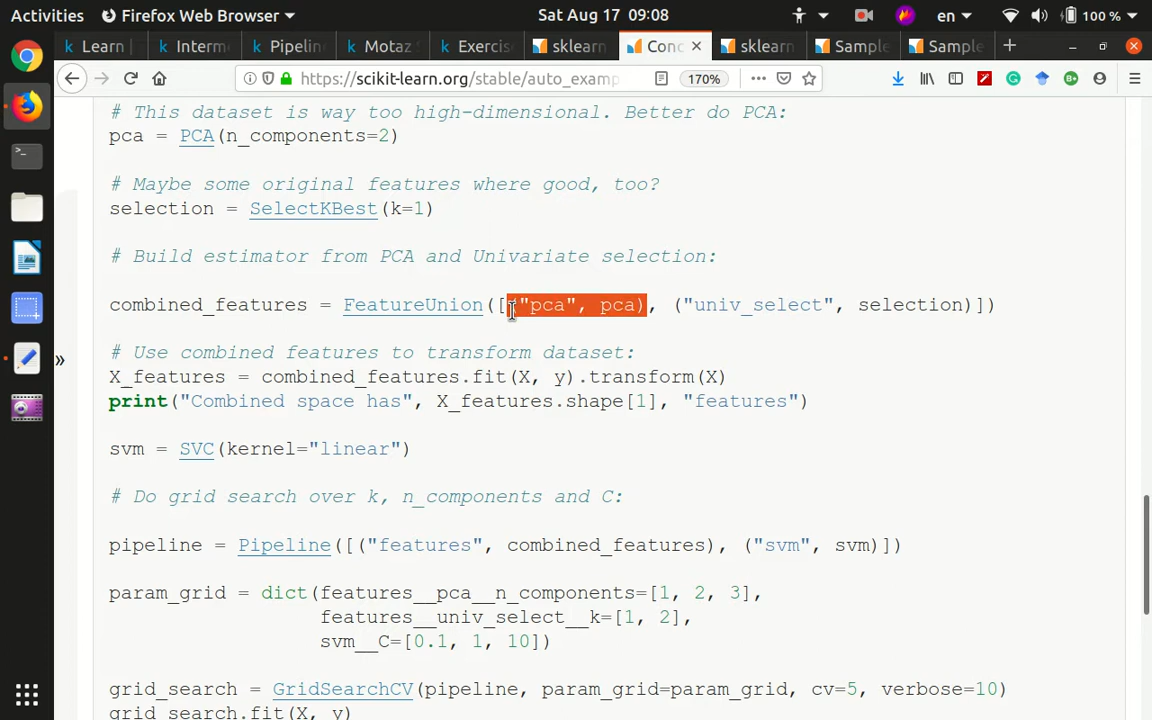 Activities
Firefox Web Browser
Sat Aug 17 09:08
en
100 %
Learn
Interm
Pipelin
Motaz
Exercise
sklearn
Conc
sklearn
Sample
Sample
https://scikit-learn.org/stable/auto_examp
170%
# This dataset is way too high-dimensional. Better do PCA:
pca = PCA(n_components=2)
# Maybe some original features where good, too?
selection = SelectKBest(k=1)
# Build estimator from PCA and Univariate selection:
combined_features = FeatureUnion([("pca", pca), ("univ_select", selection)])
# Use combined features to transform dataset:
X_features = combined_features.fit(X, y).transform(X)
print("Combined space has", X_features.shape[1], "features")
svm = SVC(kernel="linear")
# Do grid search over k, n_components and C:
pipeline = Pipeline([("features", combined_features), ("svm", svm)])
param_grid = dict(features__pca__n_components=[1, 2, 3],
features__univ_select__k=[1, 2],
svm__C=[0.1, 1, 10])
grid_search = GridSearchCV(pipeline, param_grid=param_grid, cv=5, verbose=10)
grid_search.fit(X, y)